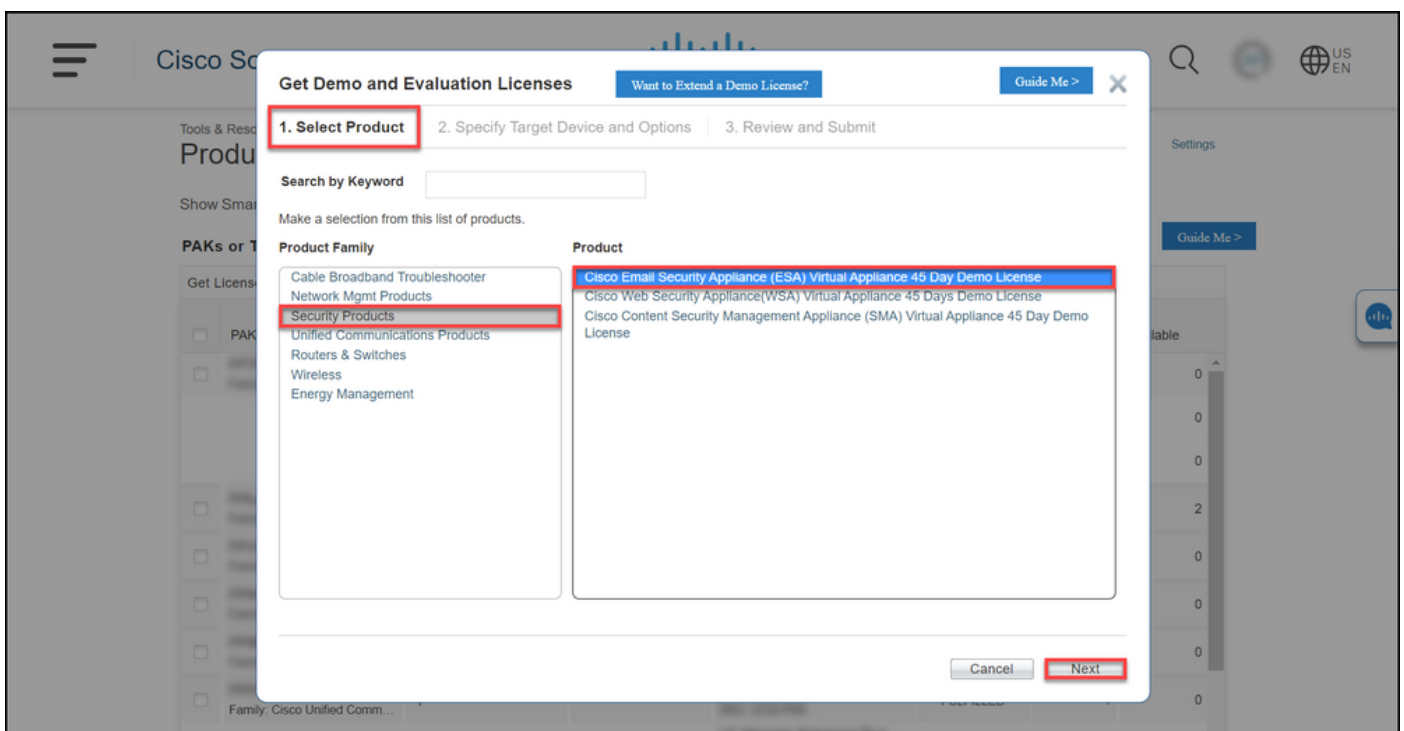 Cisco So
US
EN
Get Demo and Evaluation Licenses
Want to Extend a Demo License?
Guide Me >
1. Select Product
2. Specify Target Device and Options
3. Review and Submit
Tools & Reso
Produ
Settings
Search by Keyword
Show Smar
Make a selection from this list of products.
Guide Me >
PAKs or T
Product Family
Product
Get Licens
Cable Broadband Troubleshooter
Network Mgmt Products
Security Products
Unified Communications Products
Routers & Switches
Wireless
Energy Management
Cisco Email Security Appliance (ESA) Virtual Appliance 45 Day Demo License
Cisco Web Security Appliance(WSA) Virtual Appliance 45 Days Demo License
Cisco Content Security Management Appliance (SMA) Virtual Appliance 45 Day Demo
License
PAK
lable
0
0
0
2
0
0
0
0
Cancel
Next
Family: Cisco Unified Comm...